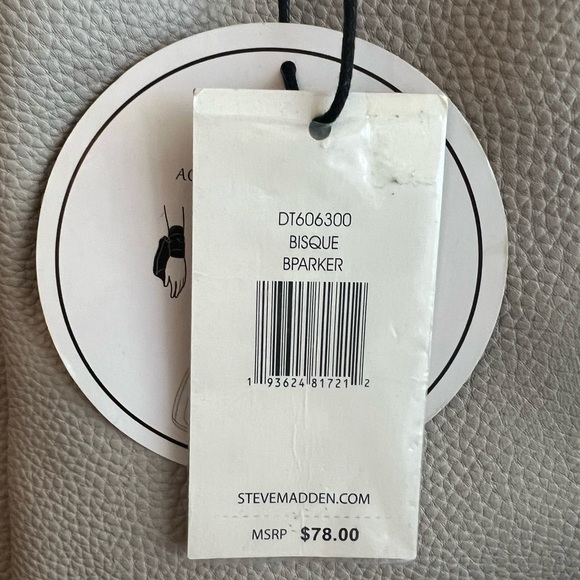 DT606300
BISQUE
BPARKER
1 93624 81721 2
STEVEMADDEN.COM
MSRP $78.00